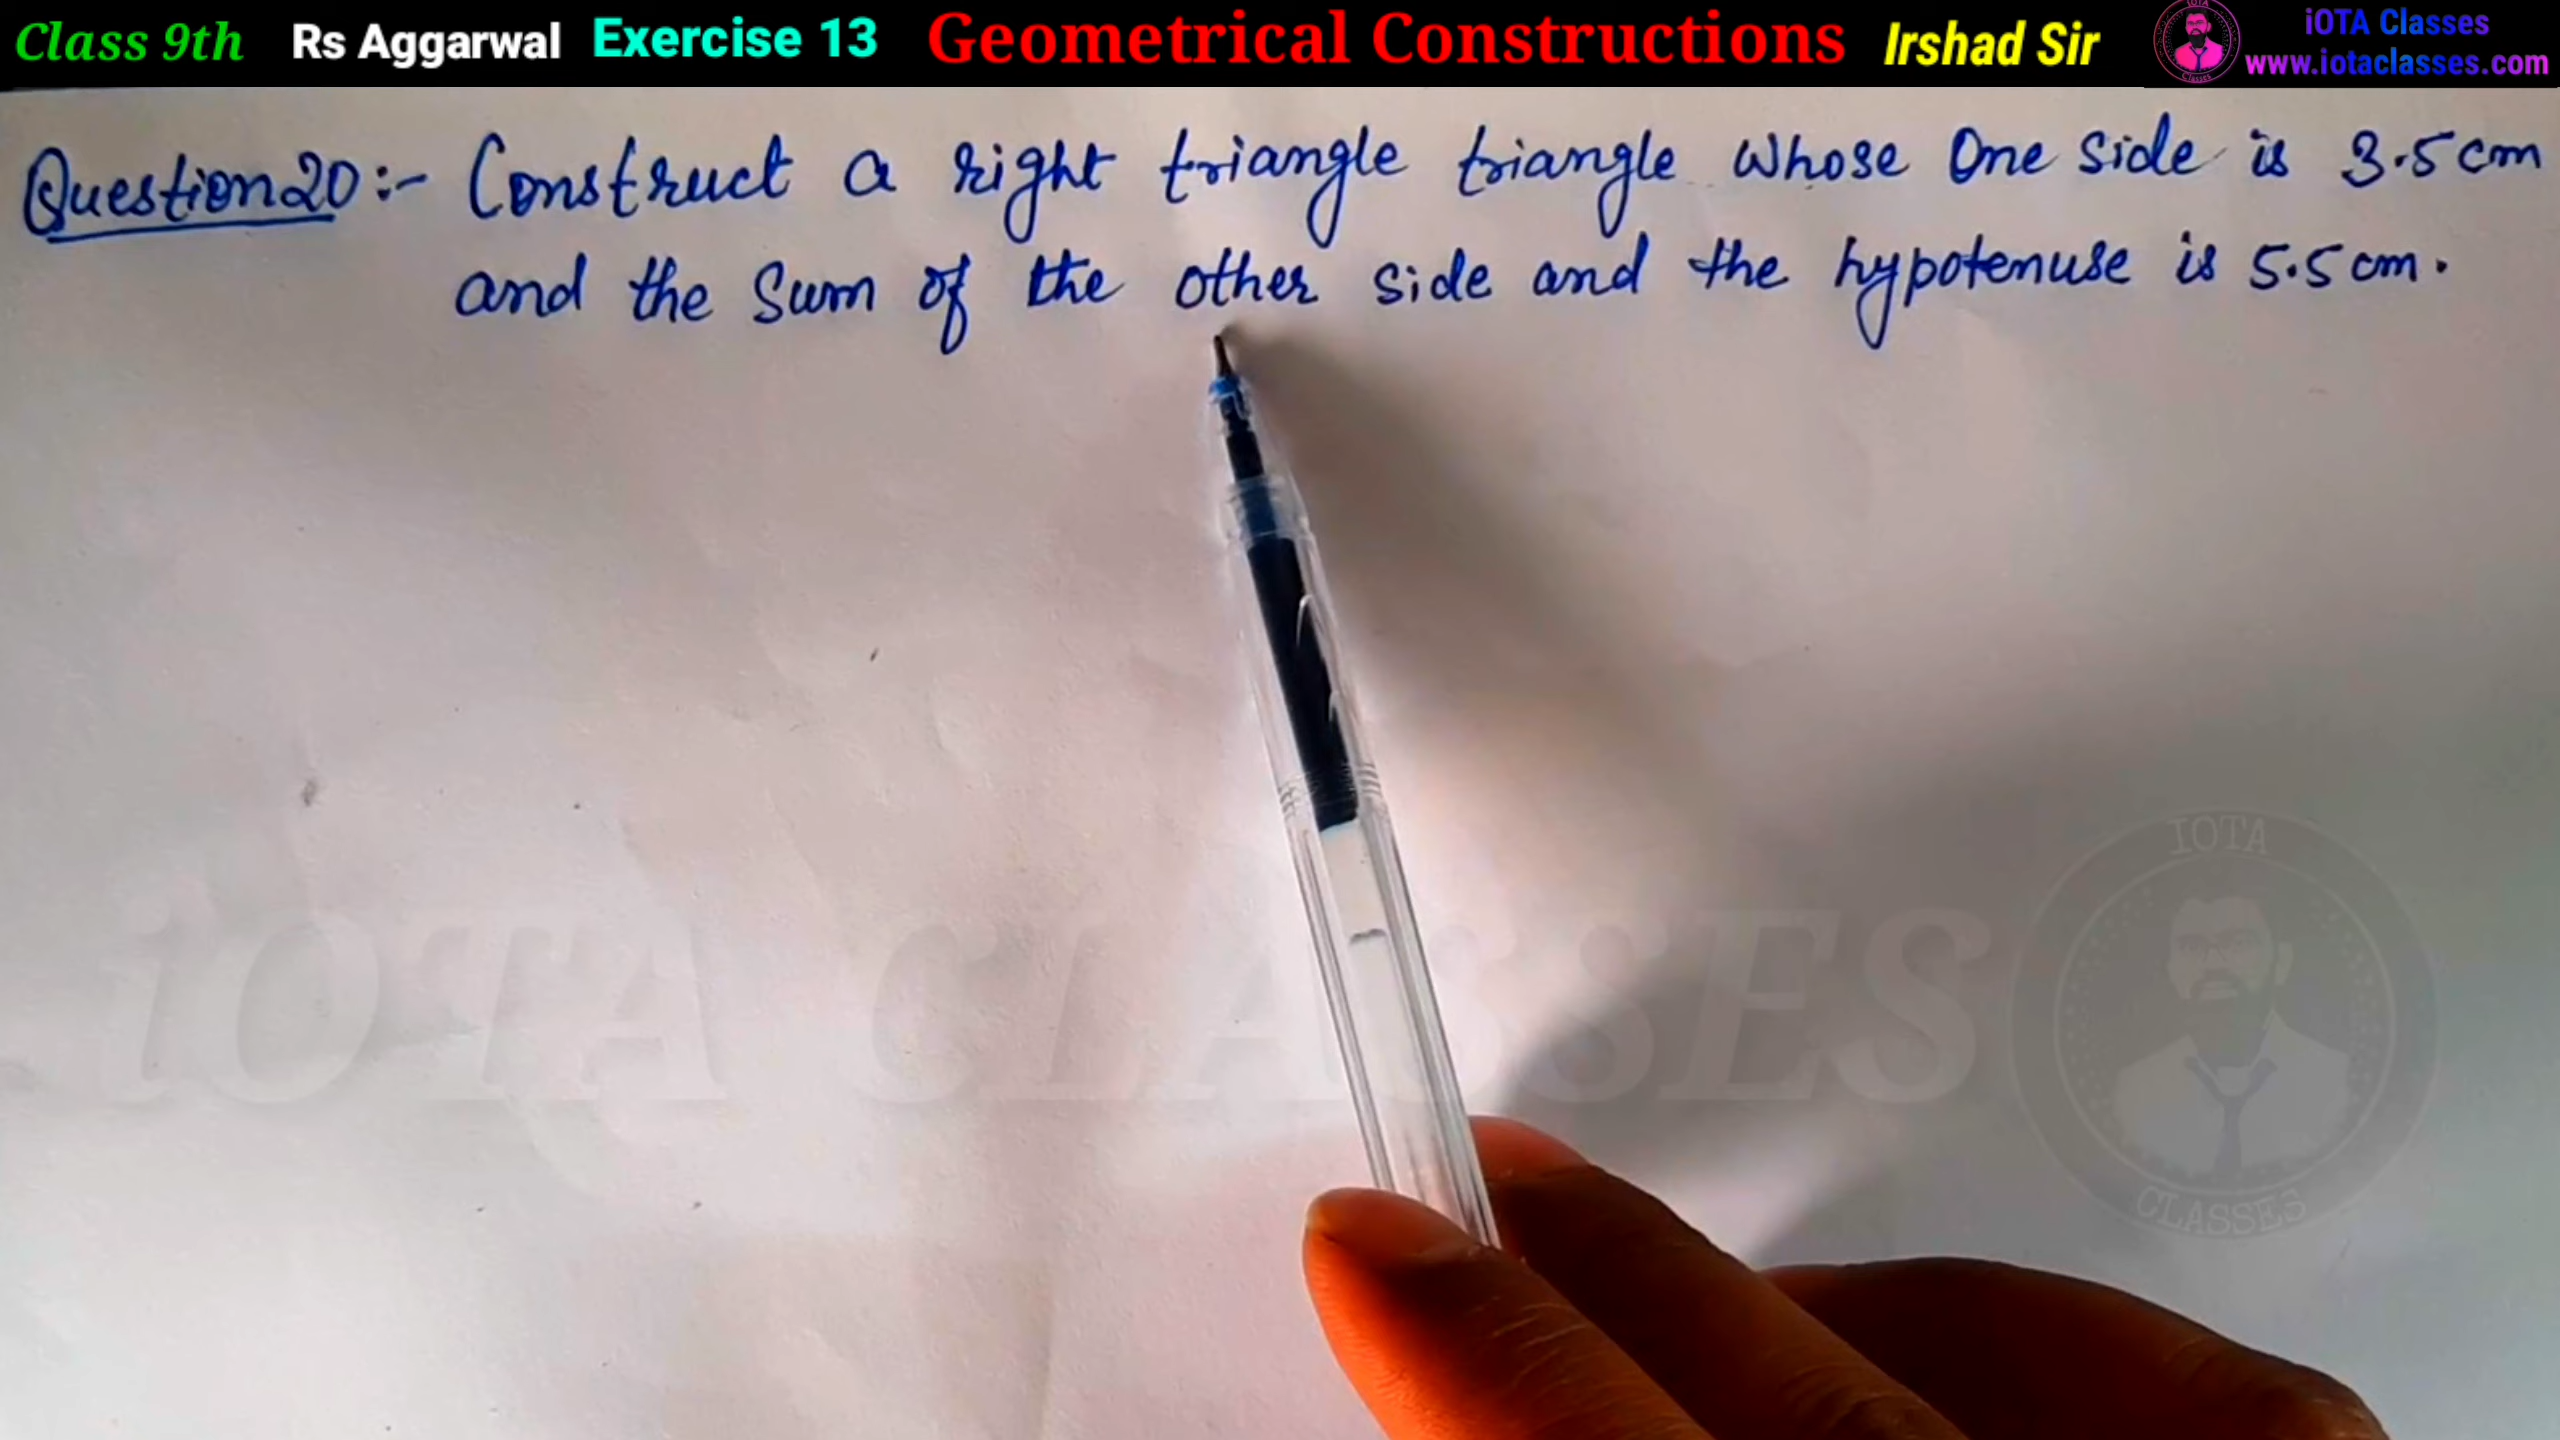 Class 9th Rs Aggarwal Exercise 13 Geometrical Constructions Irshad Sir iOTA Classes
www.iotaclasses.com
Question20:- Construct a right triangle triangle whose One side is 3.5cm
and the Sum of the other side and the hypotenuse is 5.5cm.
iOTA CLASSES
IOTA
CLASSES